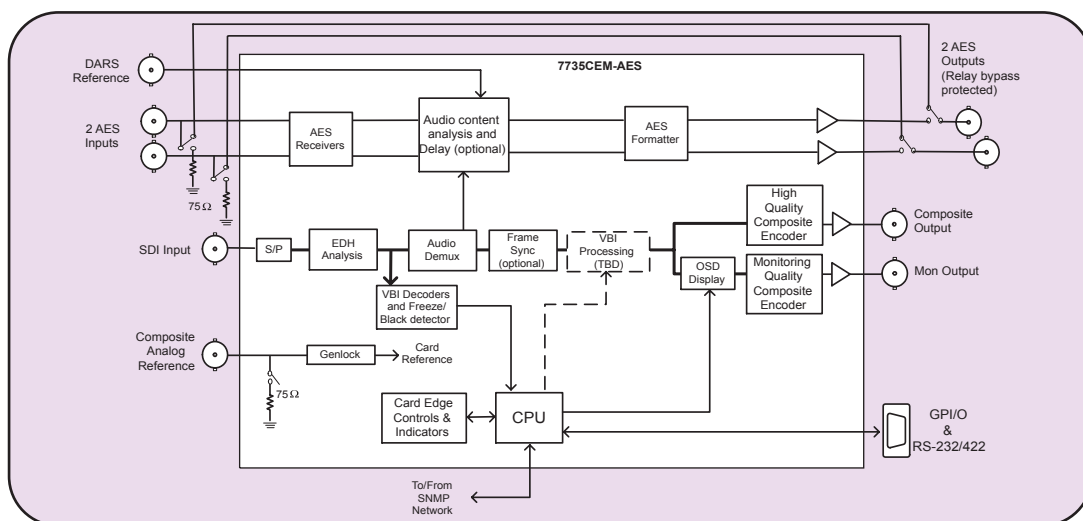 7735CEM-AES
DARS
Reference
2 AES
Inputs
75Ω
AES
Receivers
Audio content
analysis and
Delay (optional)
AES
Formatter
2 AES
Outputs
(Relay bypass
protected)
SDI Input
S/P
EDH
Analysis
Audio
Demux
Frame
Sync
(optional)
VBI
Processing
(TBD)
High
Quality
Composite
Encoder
Composite
Output
OSD
Display
Monitoring
Quality
Composite
Encoder
Mon Output
VBI Decoders
and Freeze/
Black detector
Composite
Analog
Reference
Genlock
Card
Reference
75Ω
Card Edge
Controls &
Indicators
CPU
GPI/O
&
RS-232/422
To/From
SNMP
Network